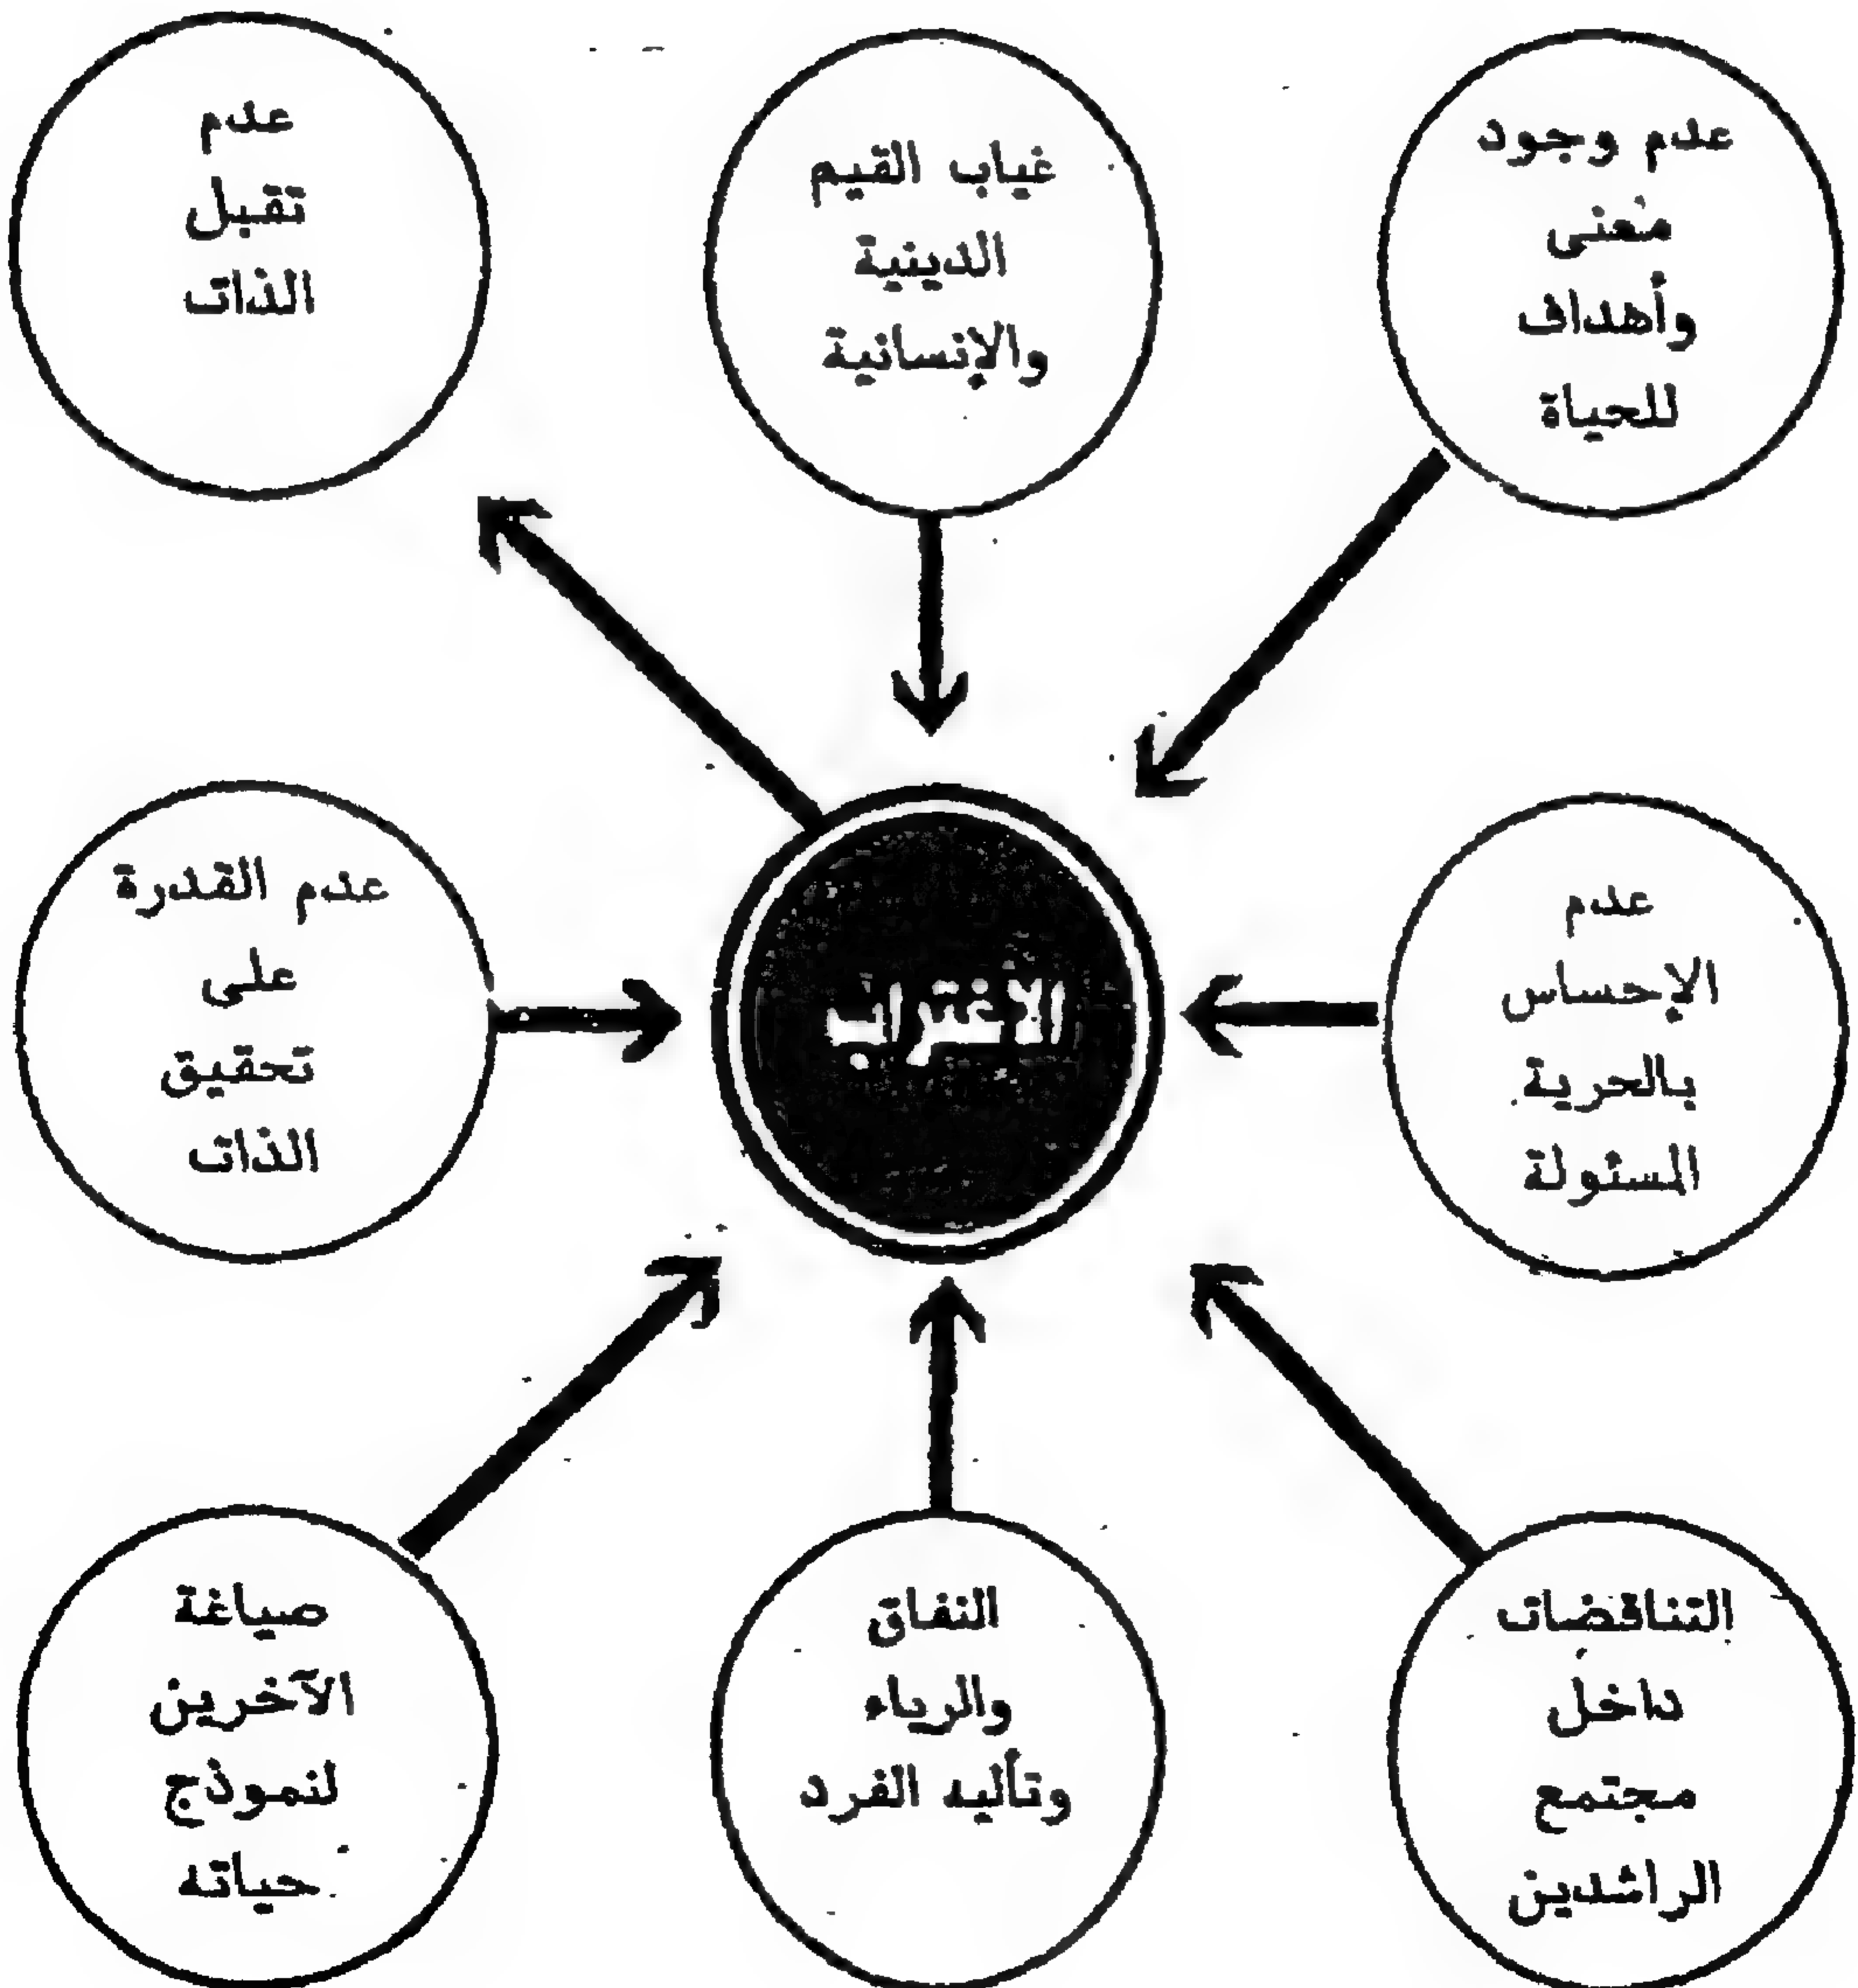 عدم وجود
معنى
وأهداف
للحياة
غياب القيم
الدينية
والإنسانية
عدم
تقبل
الذات
عدم
الإحساس
بالحرية
المسئولة
الاغتراب
عدم القدرة
على
تحقيق
الذات
التناقضات
داخل
مجتمع
الراشدين
النفاق
والرياء
وتأليه الفرد
صياغة
الآخرين
لنموذج
حياته